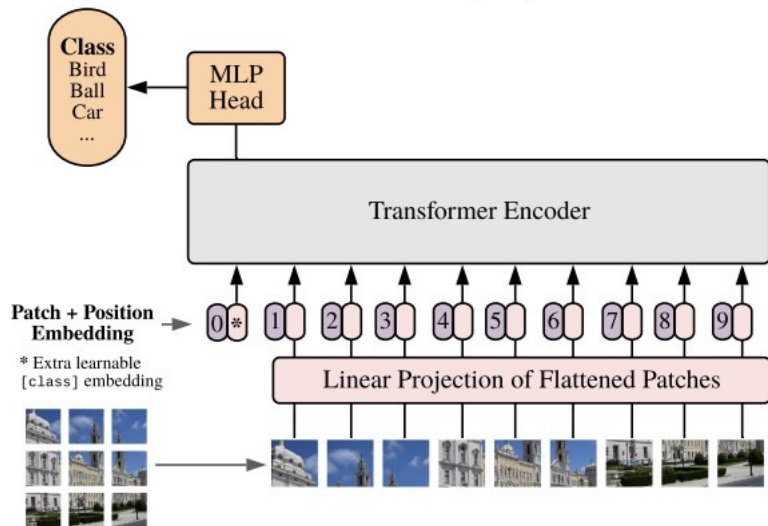 Class
Bird
Ball
Car
...
MLP
Head
Transformer Encoder
Patch + Position
Embedding
0 * 1 2 3 4 5 6 7 8 9
* Extra learnable
[class] embedding
Linear Projection of Flattened Patches